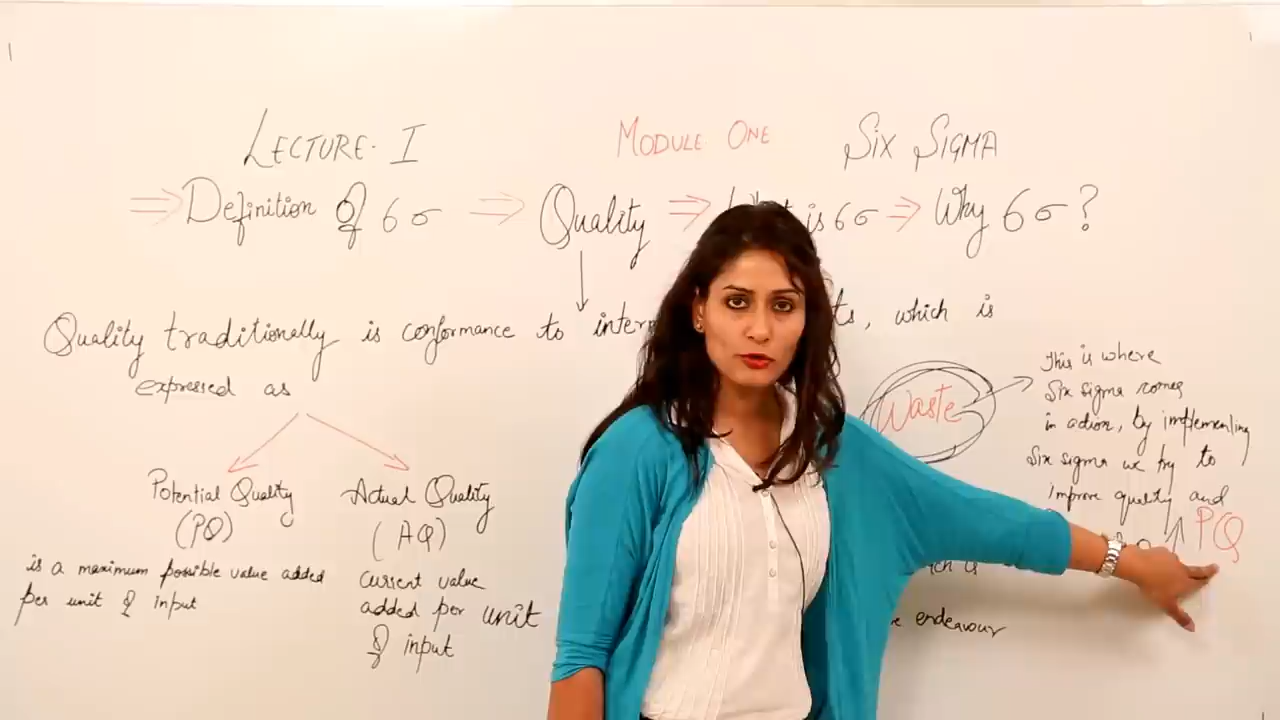 LECTURE. I MODULE. ONE SIX SIGMA
⇒ Definition of 6σ ⇒ Quality ⇒ is 6σ ⇒ Why 6σ?
Quality traditionally is conformance to , which is
expressed as
Waste
This is where
Six sigma comes
in action, by implementing
Six sigma we try to
improve quality and
↑ PQ
Potential Quality
(PQ)
is a maximum possible value added
per unit of input
Actual Quality
(AQ)
current value
added per unit
of input
is
endeavour